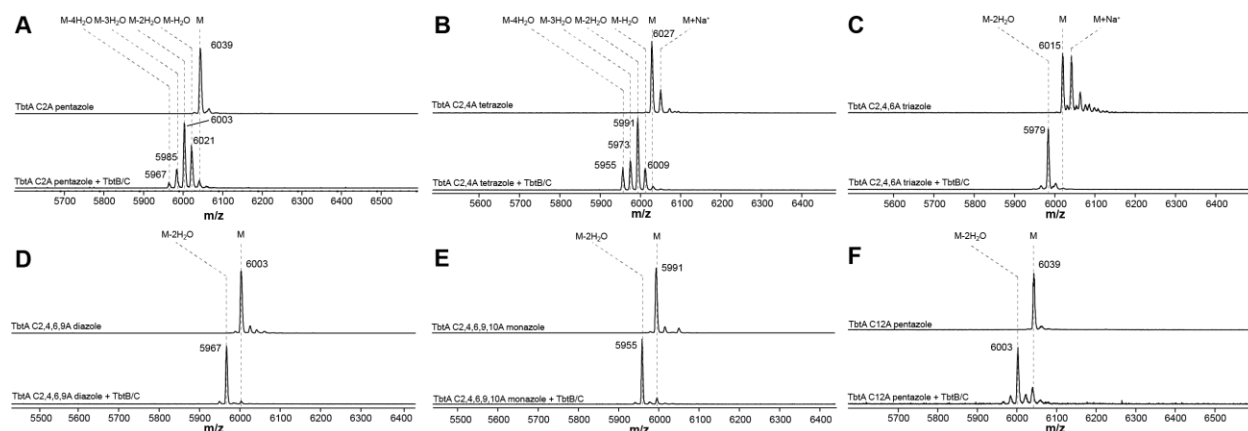 A
M-4H₂O M-3H₂O M-2H₂O M-H₂O M
6039
TbtA C2A pentazole
6003
6021
5985
5967
TbtA C2A pentazole + TbtB/C
5700 5800 5900 6000 6100 6200 6300 6400 6500
m/z
B
M-4H₂O M-3H₂O M-2H₂O M-H₂O M M+Na⁺
6027
TbtA C2,4A tetrazole
5991
5973
5955
6009
TbtA C2,4A tetrazole + TbtB/C
5600 5700 5800 5900 6000 6100 6200 6300 6400
m/z
C
M-2H₂O M M+Na⁺
6015
TbtA C2,4,6A triazole
5979
TbtA C2,4,6A triazole + TbtB/C
5600 5700 5800 5900 6000 6100 6200 6300 6400
m/z
D
M-2H₂O M
6003
TbtA C2,4,6,9A diazole
5967
TbtA C2,4,6,9A diazole + TbtB/C
5500 5600 5700 5800 5900 6000 6100 6200 6300 6400
m/z
E
M-2H₂O M
5991
TbtA C2,4,6,9,10A monazole
5955
TbtA C2,4,6,9,10A monazole + TbtB/C
5500 5600 5700 5800 5900 6000 6100 6200 6300 6400
m/z
F
M-2H₂O M
6039
TbtA C12A pentazole
6003
TbtA C12A pentazole + TbtB/C
5700 5800 5900 6000 6100 6200 6300 6400 6500
m/z